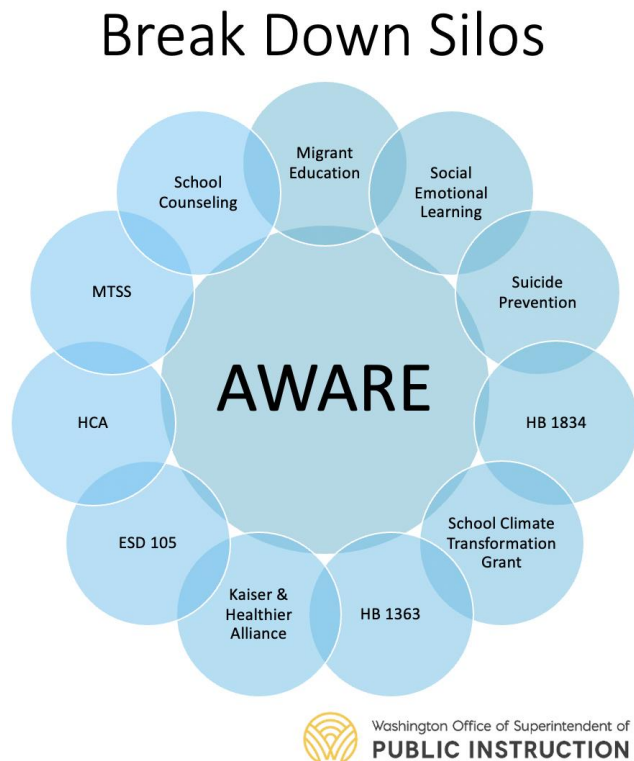 Break Down Silos
Migrant
Education
Social
Emotional
Learning
Suicide
Prevention
HB 1834
School Climate
Transformation
Grant
HB 1363
Kaiser &
Healthier
Alliance
ESD 105
HCA
MTSS
School
Counseling
AWARE
Washington Office of Superintendent of
PUBLIC INSTRUCTION